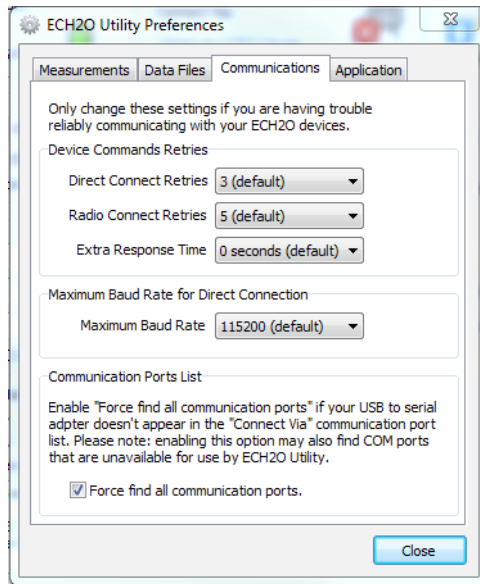 ECH2O Utility Preferences
Measurements Data Files Communications Application
Only change these settings if you are having trouble
reliably communicating with your ECH2O devices.
Device Commands Retries
Direct Connect Retries 3 (default)
Radio Connect Retries 5 (default)
Extra Response Time 0 seconds (default)
Maximum Baud Rate for Direct Connection
Maximum Baud Rate 115200 (default)
Communication Ports List
Enable "Force find all communication ports" if your USB to serial
adpter doesn't appear in the "Connect Via" communication port
list. Please note: enabling this option may also find COM ports
that are unavailable for use by ECH2O Utility.
Force find all communication ports.
Close